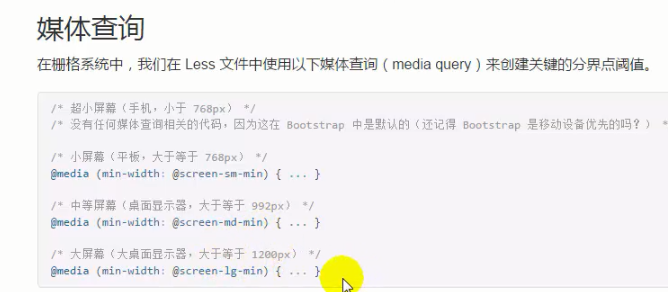 媒体查询
在栅格系统中，我们在 Less 文件中使用以下媒体查询（media query）来创建关键的分界点阈值。
/* 超小屏幕（手机，小于 768px） */
/* 没有任何媒体查询相关的代码，因为这在 Bootstrap 中是默认的（还记得 Bootstrap 是移动设备优先的吗？） *
/* 小屏幕（平板，大于等于 768px） */
@media (min-width: @screen-sm-min) { ... }
/* 中等屏幕（桌面显示器，大于等于 992px） */
@media (min-width: @screen-md-min) { ... }
/* 大屏幕（大桌面显示器，大于等于 1200px） */
@media (min-width: @screen-lg-min) { ... }